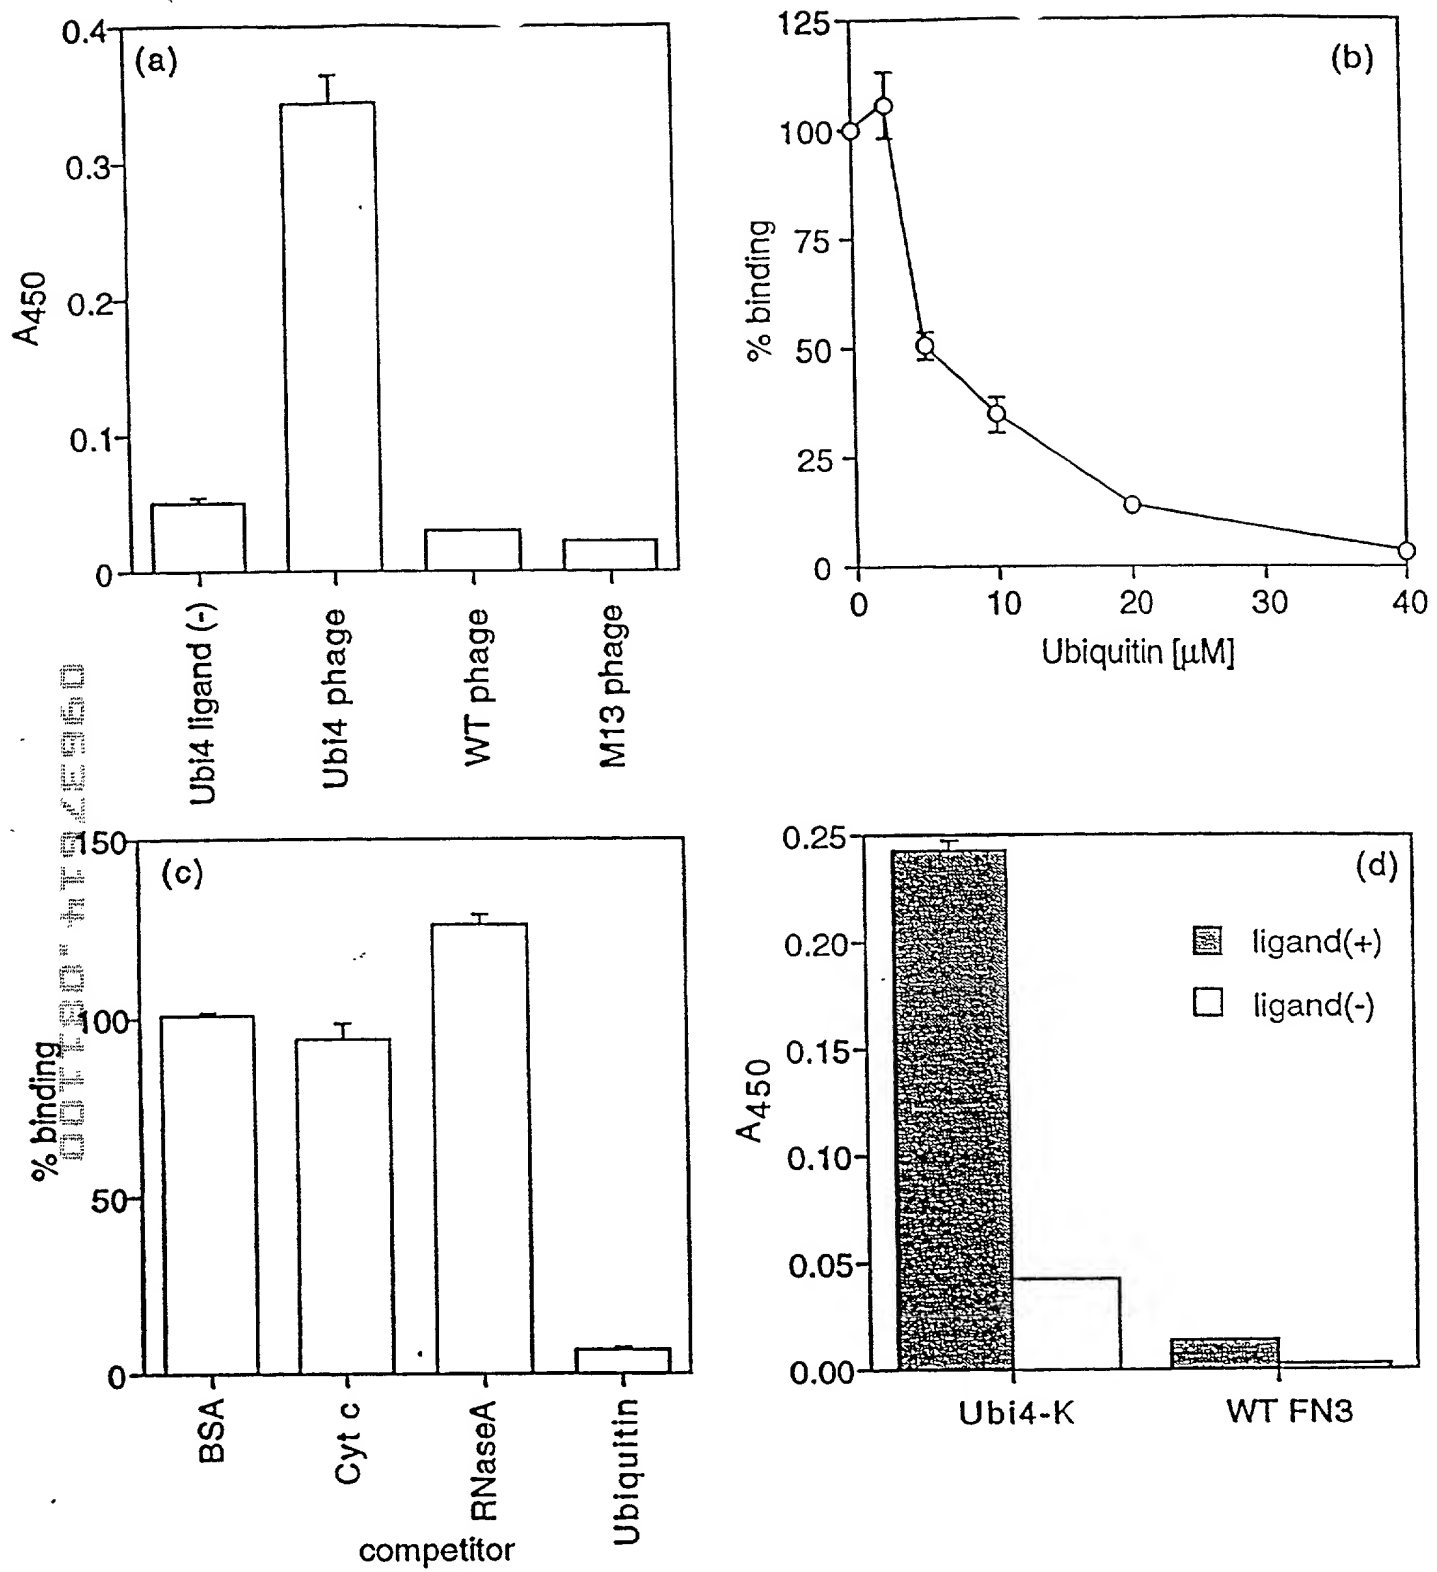 (a)
0.4
0.3
0.2
0.1
0
A450
Ubi4 ligand (-)
Ubi4 phage
WT phage
M13 phage
(b)
125
100
75
50
25
0
% binding
0 10 20 30 40
Ubiquitin [μM]
(c)
150
100
50
0
% binding
BSA
Cyt c
RNaseA
Ubiquitin
competitor
(d)
0.25
0.20
0.15
0.10
0.05
0.00
A450
ligand(+)
ligand(-)
Ubi4-K
WT FN3